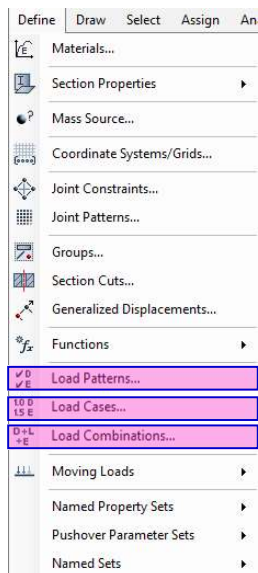 Define Draw Select Assign An
Materials...
Section Properties
Mass Source...
Coordinate Systems/Grids...
Joint Constraints...
Joint Patterns...
Groups...
Section Cuts...
Generalized Displacements...
Functions
Load Patterns...
Load Cases...
Load Combinations...
Moving Loads
Named Property Sets
Pushover Parameter Sets
Named Sets